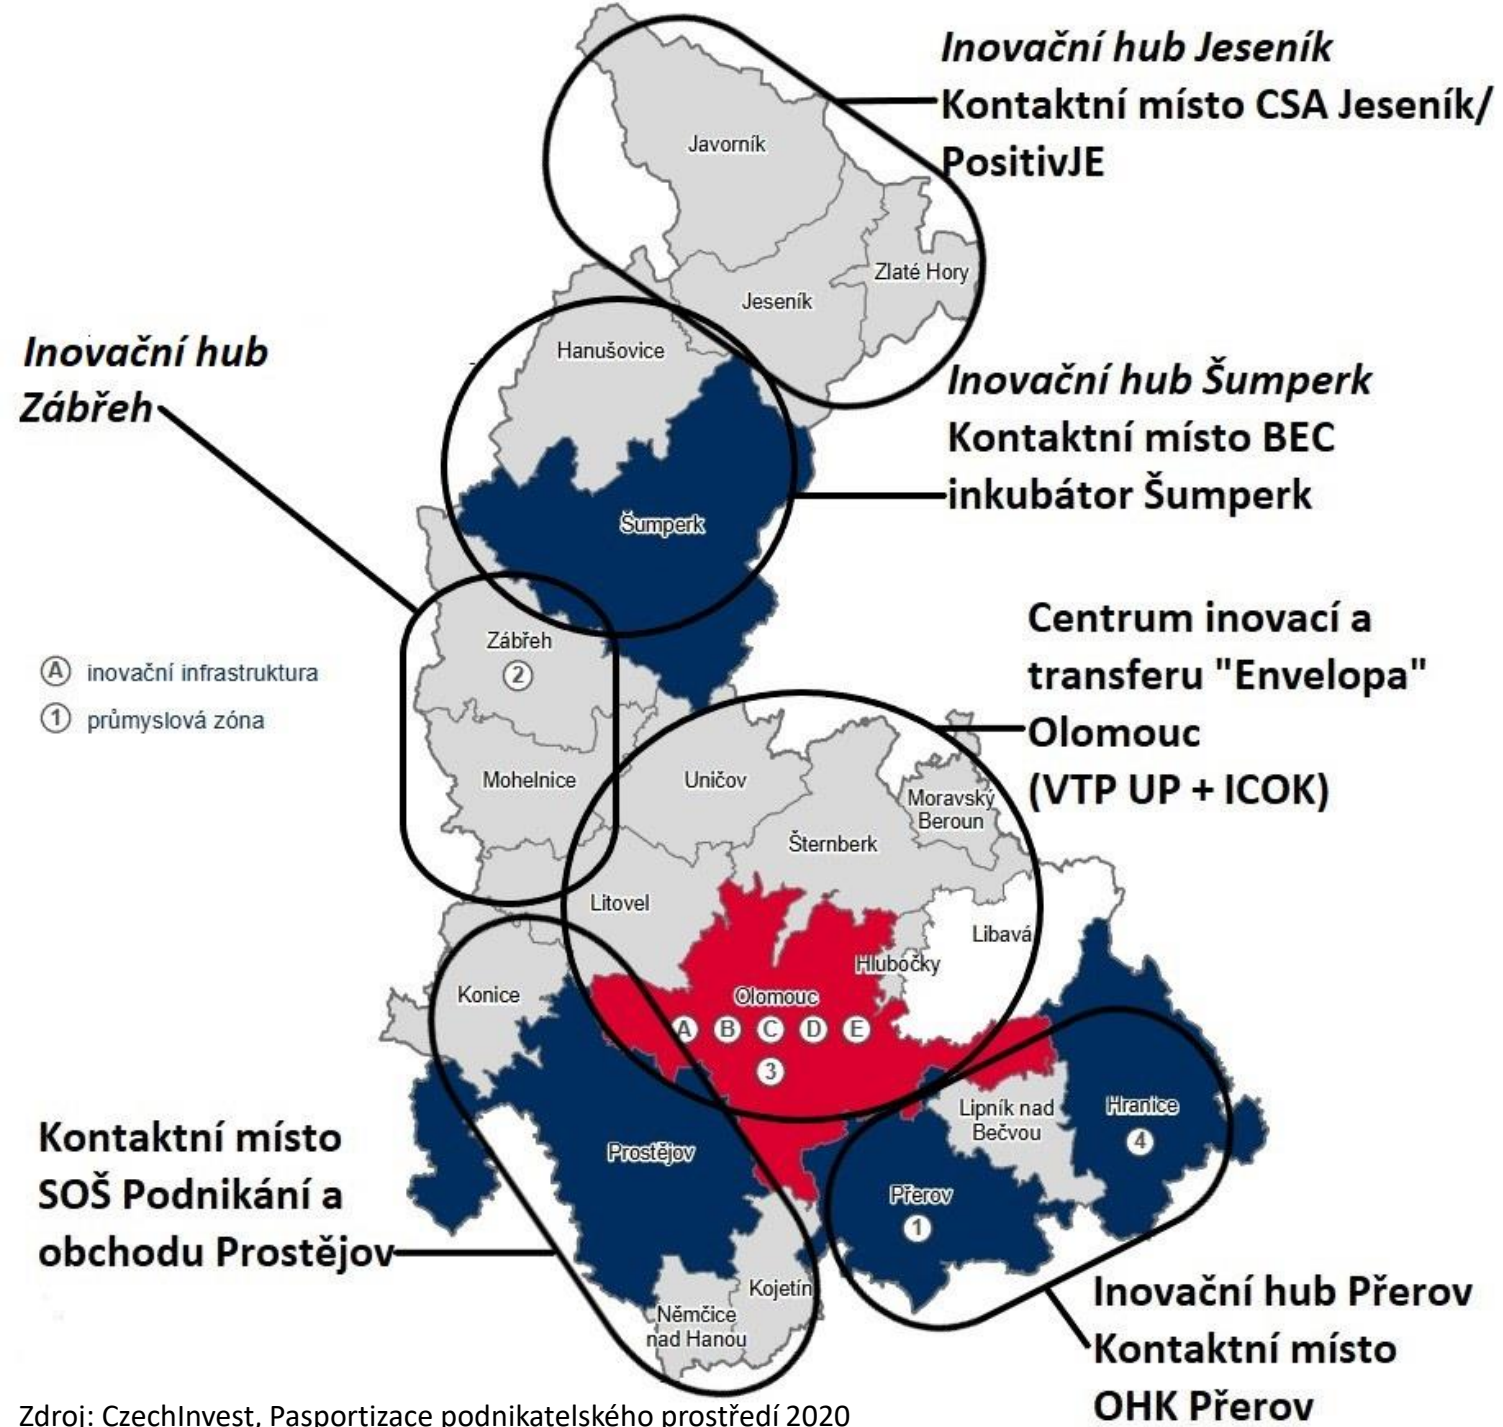 Inovační hub Jeseník
Kontaktní místo CSA Jeseník/
PositivJE
Javorník
Zlaté Hory
Jeseník
Hanušovice
Inovační hub
Zábřeh
Inovační hub Šumperk
Kontaktní místo BEC
inkubátor Šumperk
Šumperk
Zábřeh
2
A inovační infrastruktura
1 průmyslová zóna
Centrum inovací a
transferu "Envelopa"
Olomouc
(VTP UP + ICOK)
Mohelnice
Uničov
Moravský
Beroun
Šternberk
Litovel
Libavá
Hlubočky
Konice
Olomouc
A B C D E
3
Lipník nad
Bečvou
Hranice
4
Prostějov
Přerov
1
Kontaktní místo
SOŠ Podnikání a
obchodu Prostějov
Kojetín
Němčice
nad Hanou
Inovační hub Přerov
Kontaktní místo
OHK Přerov
Zdroj: CzechInvest, Pasportizace podnikatelského prostředí 2020